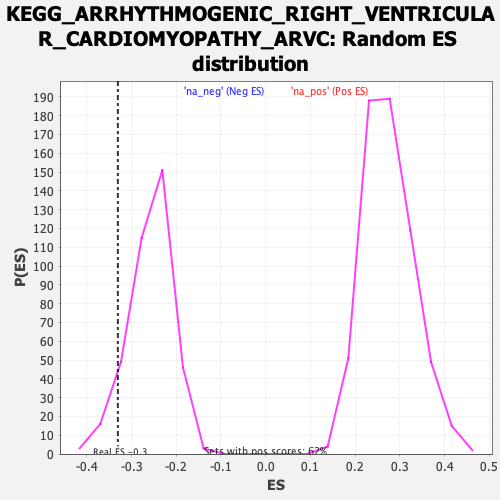 KEGG_ARRHYTHMOGENIC_RIGHT_VENTRICULA
R_CARDIOMYOPATHY_ARVC: Random ES
distribution
'na_neg' (Neg ES) 'na_pos' (Pos ES)
190
180
170
160
150
140
130
120
110
100
90
80
70
60
50
40
30
20
10
0
P(ES)
Real ES -0.3 Sets with pos scores: 62%
-0.4 -0.3 -0.2 -0.1 0.0 0.1 0.2 0.3 0.4 0.5
ES